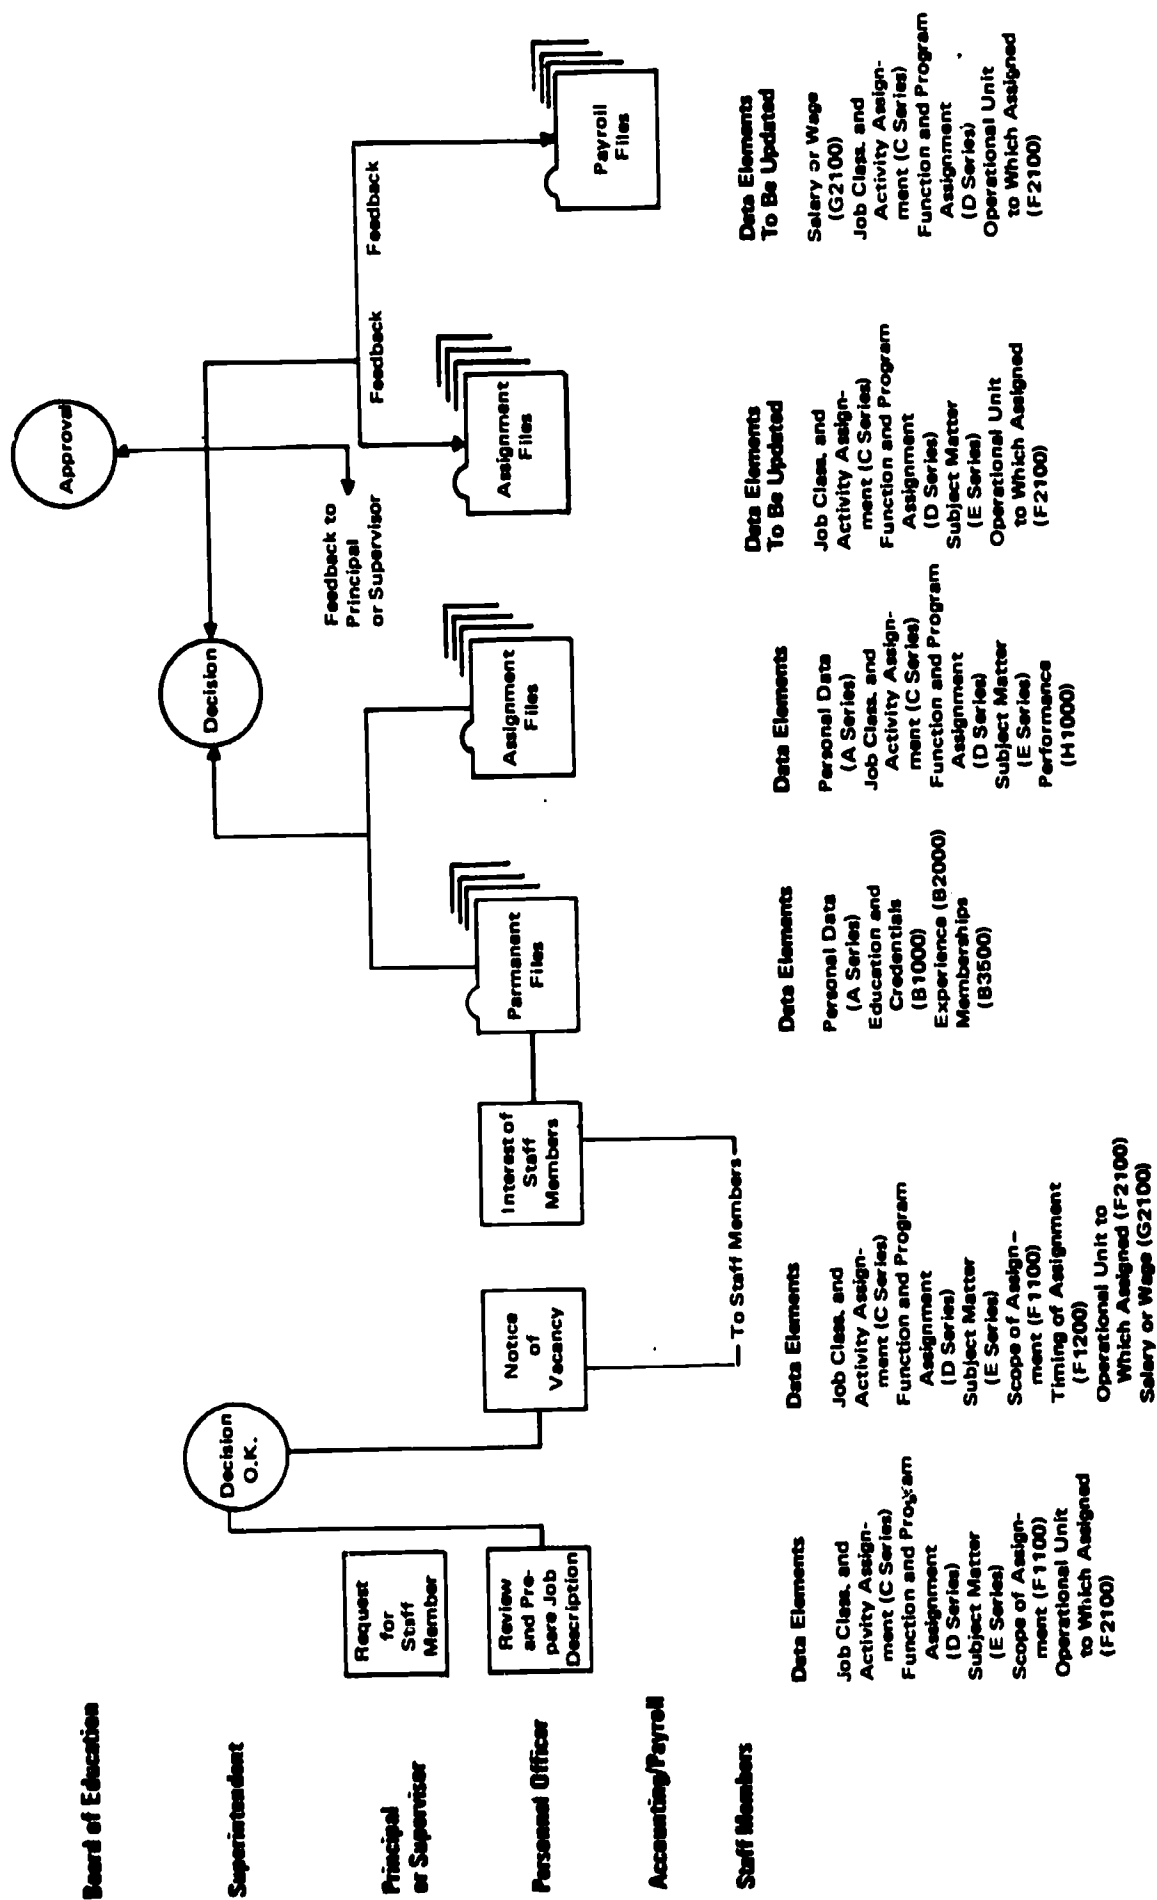 Board of Education
Superintendent
Principal
or Supervisor
Personnel Officer
Accounting/Payroll
Staff Members
Request
for
Staff
Member
Review
and Pre-
pare Job
Description
Decision
O.K.
Notice
of
Vacancy
To Staff Members
Interest of
Staff
Members
Permanent
Files
Assignment
Files
Decision
Approval
Feedback to
Principal
or Supervisor
Feedback
Feedback
Assignment
Files
Payroll
Files
Data Elements
Job Class. and
Activity Assign-
ment (C Series)
Function and Program
Assignment
(D Series)
Subject Matter
(E Series)
Scope of Assign-
ment (F1100)
Operational Unit
to Which Assigned
(F2100)
Data Elements
Job Class. and
Activity Assign-
ment (C Series)
Function and Program
Assignment
(D Series)
Subject Matter
(E Series)
Scope of Assign-
ment (F1100)
Timing of Assignment
(F1200)
Operational Unit to
Which Assigned (F2100)
Salary or Wage (G2100)
Data Elements
Personal Data
(A Series)
Education and
Credentials
(B1000)
Experience (B2000)
Memberships
(B3500)
Data Elements
Personal Data
(A Series)
Job Class. and
Activity Assign-
ment (C Series)
Function and Program
Assignment
(D Series)
Subject Matter
(E Series)
Performance
(H1000)
Data Elements
To Be Updated
Job Class. and
Activity Assign-
ment (C Series)
Function and Program
Assignment
(D Series)
Subject Matter
(E Series)
Operational Unit
to Which Assigned
(F2100)
Data Elements
To Be Updated
Salary or Wage
(G2100)
Job Class. and
Activity Assign-
ment (C Series)
Function and Program
Assignment
(D Series)
Operational Unit
to Which Assigned
(F2100)